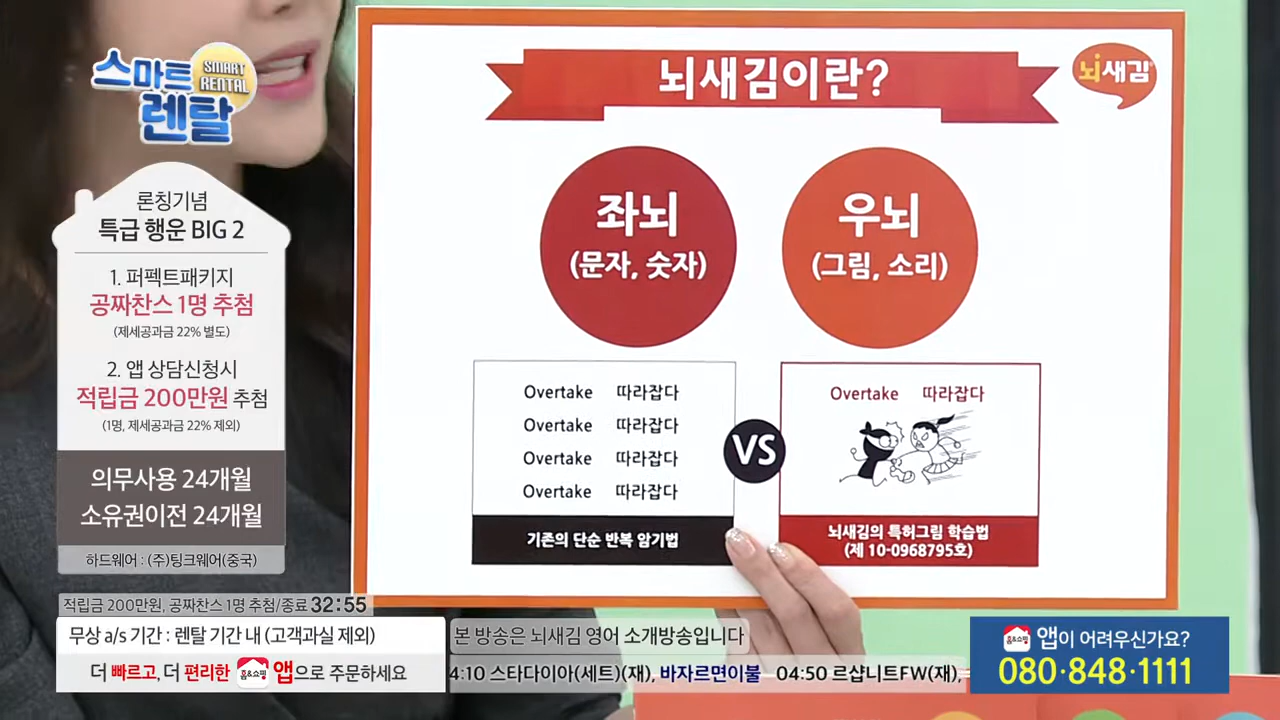 스마트
렌탈
SMART
RENTAL
론칭기념
특급 행운 BIG 2
1. 퍼펙트패키지
공짜찬스 1명 추첨
(제세공과금 22% 별도)
2. 앱 상담신청시
적립금 200만원 추첨
(1명, 제세공과금 22% 제외)
의무사용 24개월
소유권이전 24개월
하드웨어 : (주)팅크웨어(중국)
뇌새김이란?
뇌새김
좌뇌
(문자, 숫자)
우뇌
(그림, 소리)
Overtake 따라잡다
Overtake 따라잡다
Overtake 따라잡다
Overtake 따라잡다
기존의 단순 반복 암기법
VS
Overtake 따라잡다
뇌새김의 특허그림 학습법
(제 10-0968795호)
적립금 200만원, 공짜찬스 1명 추첨/종료 32:55
무상 a/s 기간 : 렌탈 기간 내 (고객과실 제외)
더 빠르고, 더 편리한 홈&쇼핑 앱으로 주문하세요
본 방송은 뇌새김 영어 소개방송입니다
4:10 스타다이아(세트)(재), 바자르면이불 04:50 르샵니트FW(재),
홈&쇼핑 앱이 어려우신가요?
080·848·1111